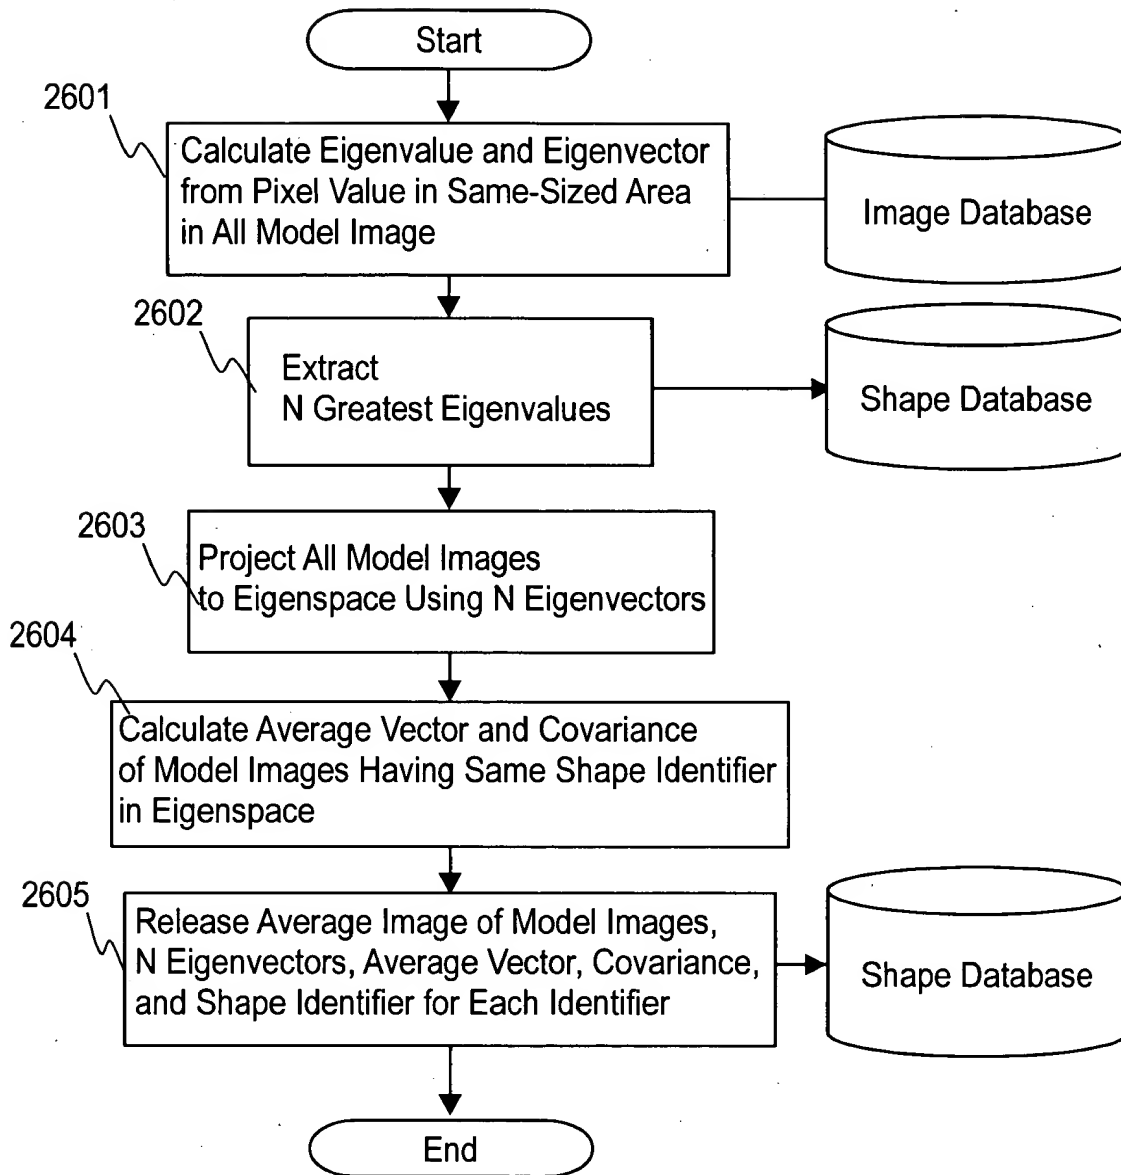 Start
2601
Calculate Eigenvalue and Eigenvector
from Pixel Value in Same-Sized Area
in All Model Image
Image Database
2602
Extract
N Greatest Eigenvalues
Shape Database
2603
Project All Model Images
to Eigenspace Using N Eigenvectors
2604
Calculate Average Vector and Covariance
of Model Images Having Same Shape Identifier
in Eigenspace
2605
Release Average Image of Model Images,
N Eigenvectors, Average Vector, Covariance,
and Shape Identifier for Each Identifier
Shape Database
End